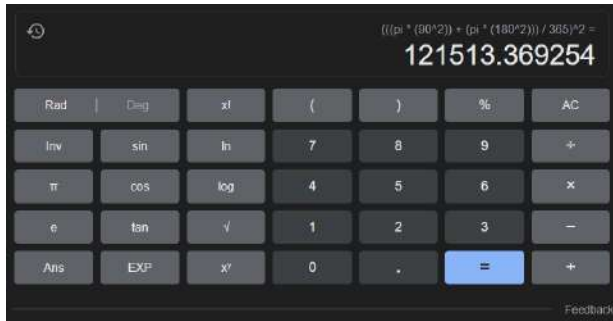 (((pi * (90^2)) + (pi * (180^2))) / 365)^2 =
121513.369254
Rad | Deg x! ( ) % AC
Inv sin ln 7 8 9 ÷
π cos log 4 5 6 ×
e tan √ 1 2 3 −
Ans EXP xʸ 0 . = +
Feedback